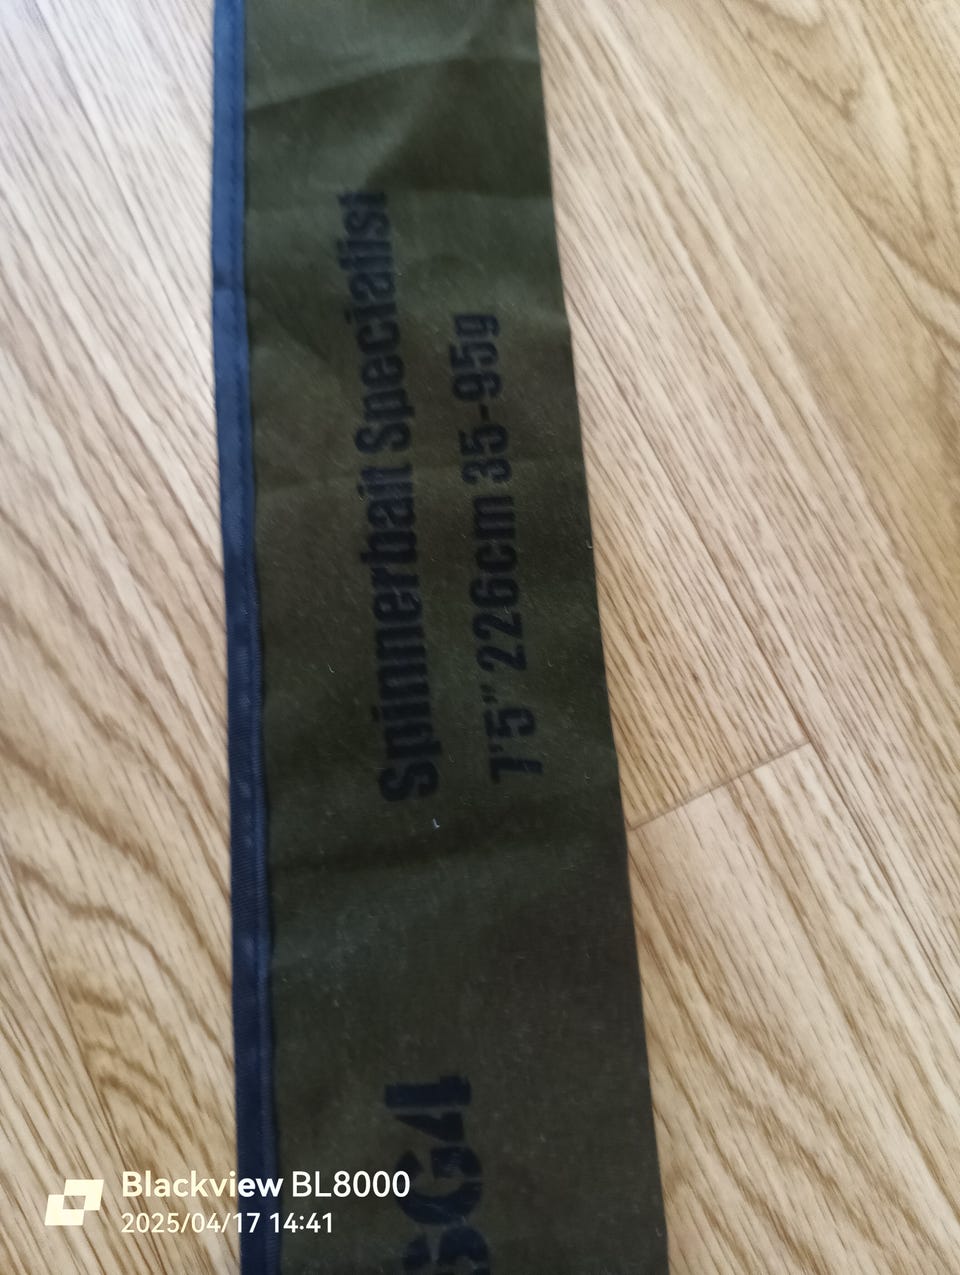 Spinnerbait Specialist
7'5" 226cm 35-95g
SG4
Blackview BL8000
2025/04/17 14:41